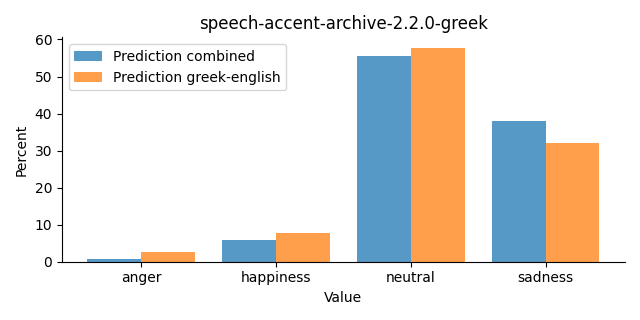 speech-accent-archive-2.2.0-greek
60
50
40
30
20
10
0
Percent
Prediction combined
Prediction greek-english
anger happiness neutral sadness
Value